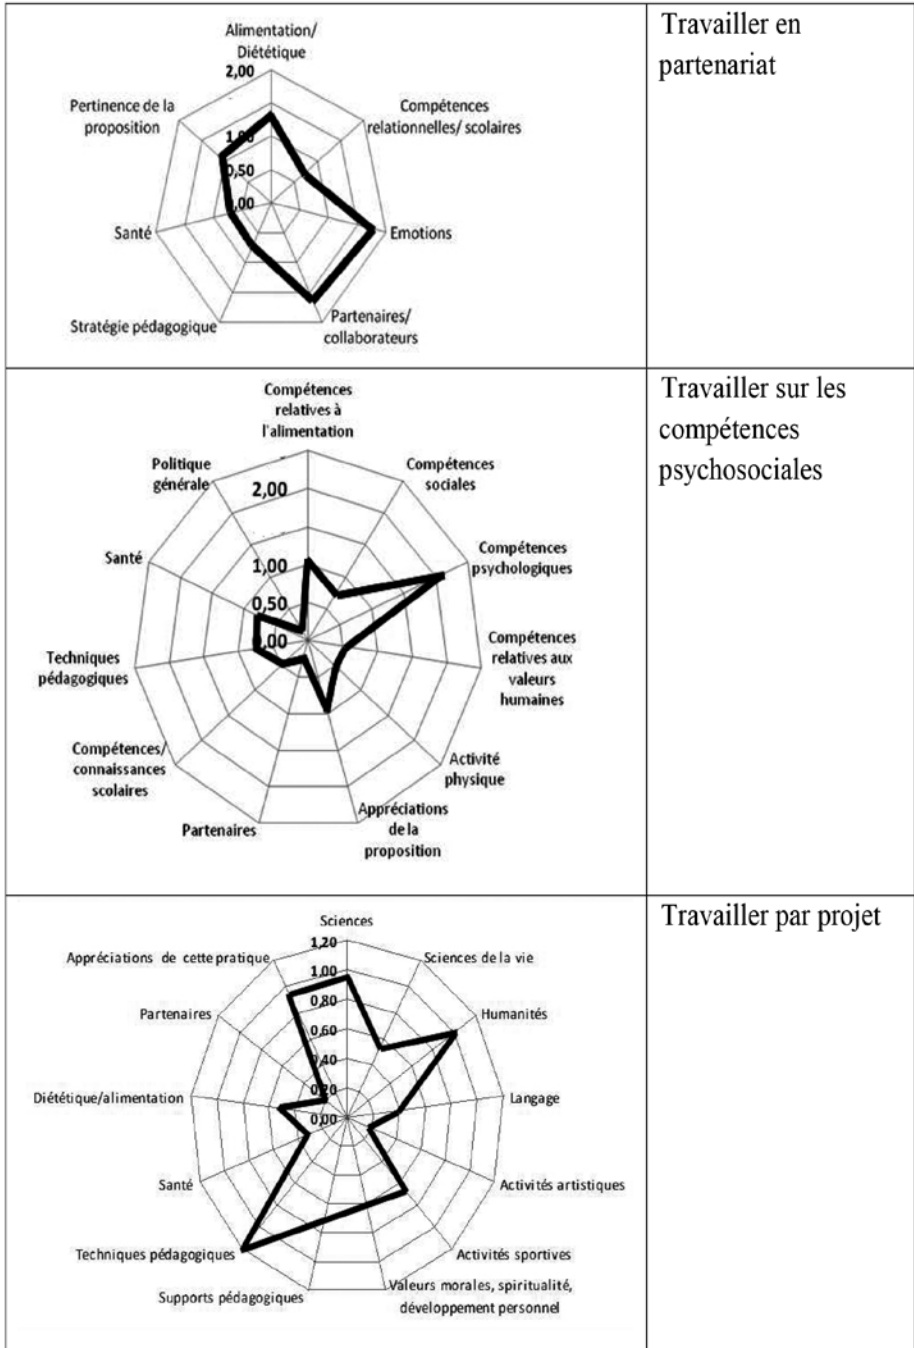 Alimentation/
Diététique
2,00
Pertinence de la
proposition
Compétences
relationnelles/ scolaires
1,00
0,50
,00
Santé
Emotions
Stratégie pédagogique
Partenaires/
collaborateurs
Travailler en
partenariat
Compétences
relatives à
l'alimentation
Politique
générale
Compétences
sociales
2,00
Santé
Compétences
psychologiques
1,00
0,50
0,00
Techniques
pédagogiques
Compétences
relatives aux
valeurs
humaines
Compétences/
connaissances
scolaires
Activité
physique
Partenaires
Appréciations
de la
proposition
Travailler sur les
compétences
psychosociales
Sciences
1,20
Appréciations de cette pratique
Sciences de la vie
1,00
Partenaires
0,80
Humanités
0,60
0,40
Diététique/alimentation
0,20
Langage
0,00
Santé
Activités artistiques
Techniques pédagogiques
Activités sportives
Supports pédagogiques
Valeurs morales, spiritualité,
développement personnel
Travailler par projet